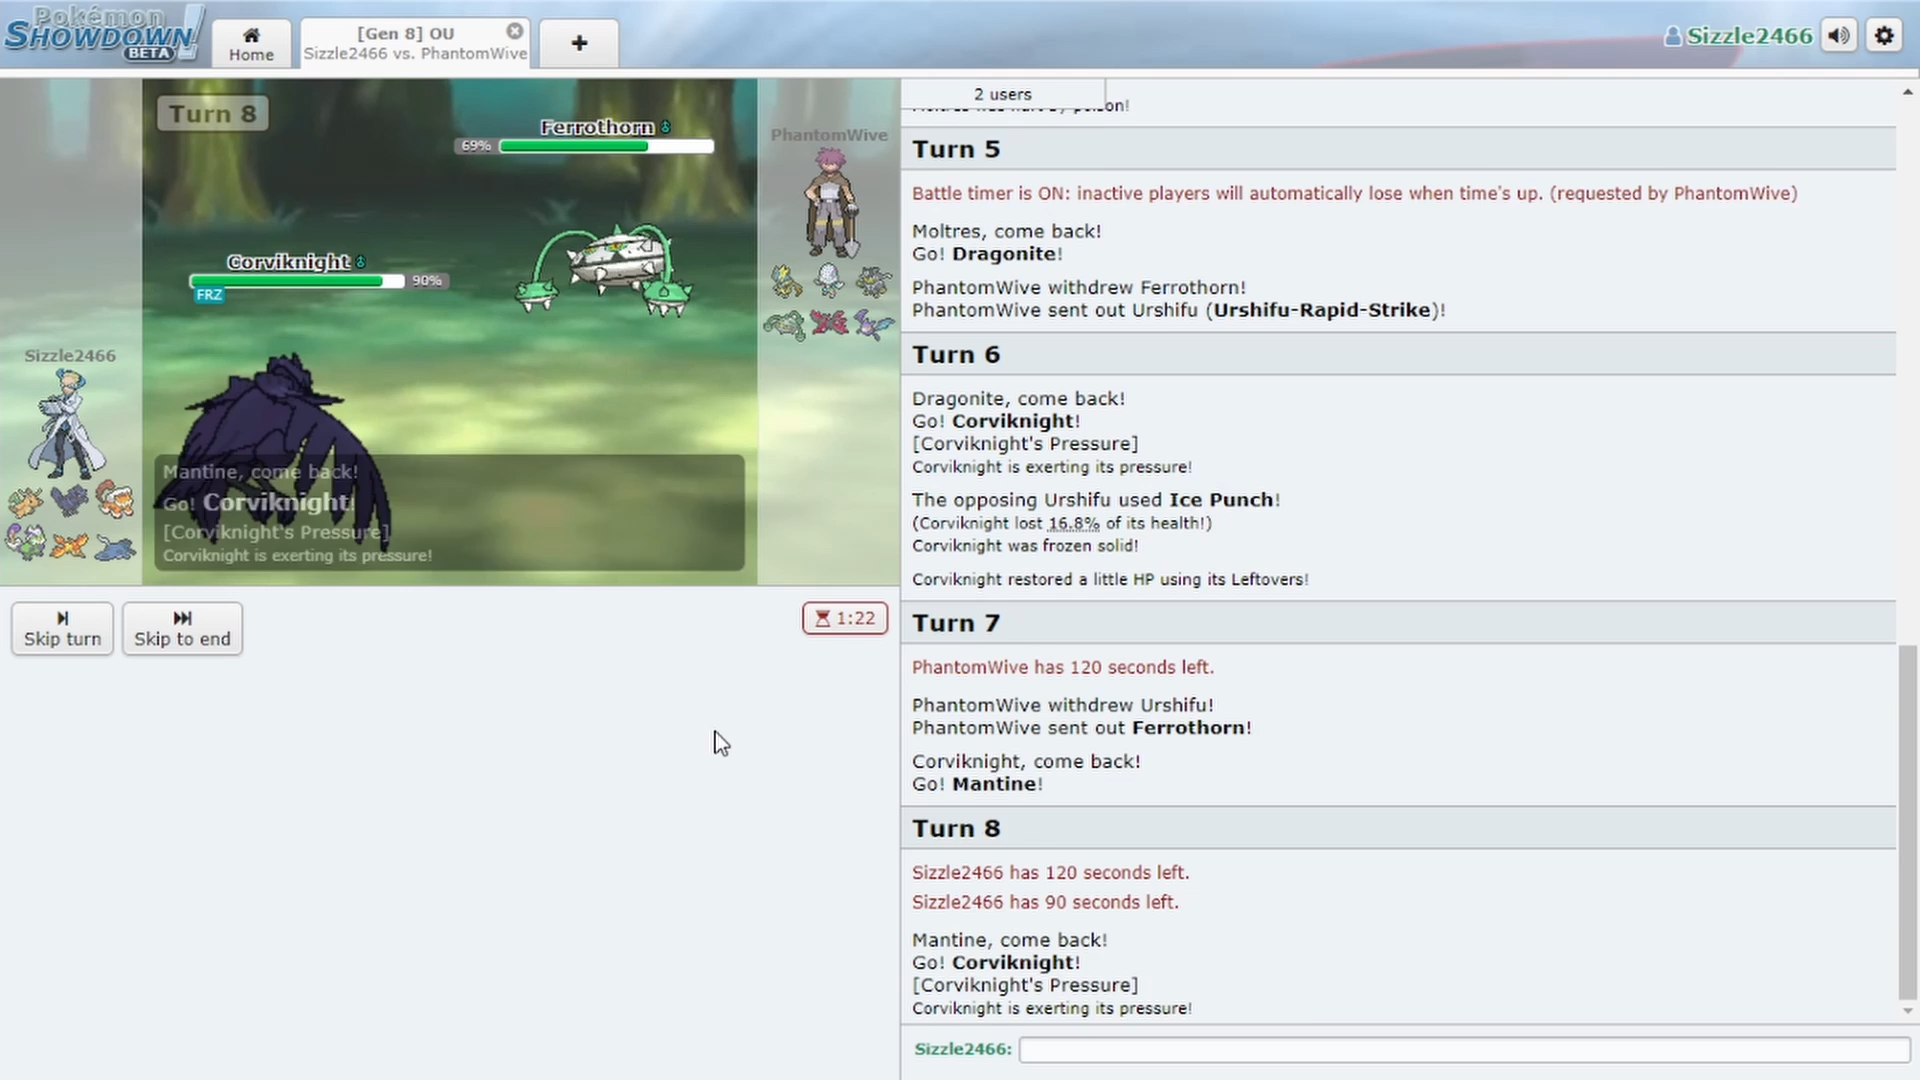 Pokémon
SHOWDOWN!
BETA
Home
[Gen 8] OU
Sizzle2466 vs. PhantomWive
+
Sizzle2466
Turn 8
Ferrothorn
69%
Corviknight
90%
FRZ
PhantomWive
Sizzle2466
Mantine, come back!
Go! Corviknight!
[Corviknight's Pressure]
Corviknight is exerting its pressure!
Skip turn
Skip to end
1:22
2 users
Moltres was hurt by poison!
Turn 5
Battle timer is ON: inactive players will automatically lose when time's up. (requested by PhantomWive)
Moltres, come back!
Go! Dragonite!
PhantomWive withdrew Ferrothorn!
PhantomWive sent out Urshifu (Urshifu-Rapid-Strike)!
Turn 6
Dragonite, come back!
Go! Corviknight!
[Corviknight's Pressure]
Corviknight is exerting its pressure!
The opposing Urshifu used Ice Punch!
(Corviknight lost 16.8% of its health!)
Corviknight was frozen solid!
Corviknight restored a little HP using its Leftovers!
Turn 7
PhantomWive has 120 seconds left.
PhantomWive withdrew Urshifu!
PhantomWive sent out Ferrothorn!
Corviknight, come back!
Go! Mantine!
Turn 8
Sizzle2466 has 120 seconds left.
Sizzle2466 has 90 seconds left.
Mantine, come back!
Go! Corviknight!
[Corviknight's Pressure]
Corviknight is exerting its pressure!
Sizzle2466: